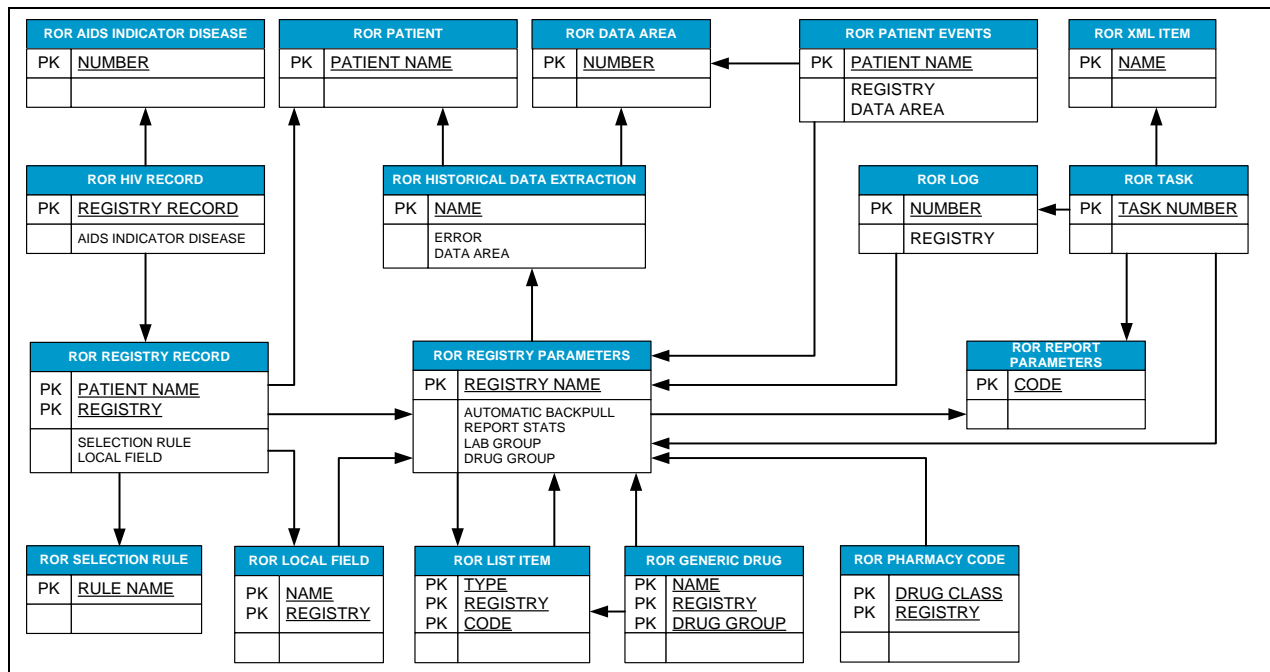 ROR AIDS INDICATOR DISEASE
PK NUMBER
ROR PATIENT
PK PATIENT NAME
ROR DATA AREA
PK NUMBER
ROR PATIENT EVENTS
PK PATIENT NAME
REGISTRY
DATA AREA
ROR XML ITEM
PK NAME
ROR HIV RECORD
PK REGISTRY RECORD
AIDS INDICATOR DISEASE
ROR HISTORICAL DATA EXTRACTION
PK NAME
ERROR
DATA AREA
ROR LOG
PK NUMBER
REGISTRY
ROR TASK
PK TASK NUMBER
ROR REGISTRY RECORD
PK PATIENT NAME
PK REGISTRY
SELECTION RULE
LOCAL FIELD
ROR REGISTRY PARAMETERS
PK REGISTRY NAME
AUTOMATIC BACKPULL
REPORT STATS
LAB GROUP
DRUG GROUP
ROR REPORT
PARAMETERS
PK CODE
ROR SELECTION RULE
PK RULE NAME
ROR LOCAL FIELD
PK NAME
PK REGISTRY
ROR LIST ITEM
PK TYPE
PK REGISTRY
PK CODE
ROR GENERIC DRUG
PK NAME
PK REGISTRY
PK DRUG GROUP
ROR PHARMACY CODE
PK DRUG CLASS
PK REGISTRY